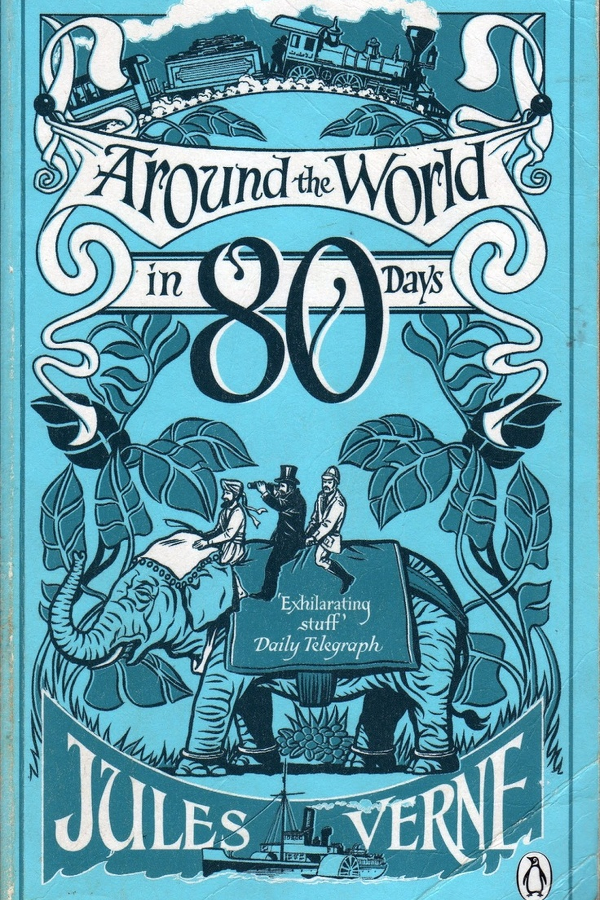 Around the World
in 80 Days
'Exhilarating
stuff'
Daily Telegraph
JULES VERNE